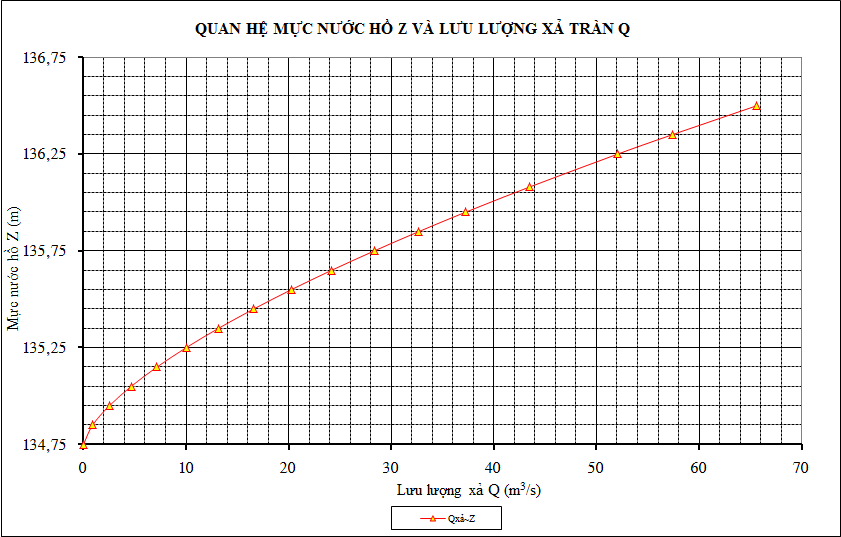 QUAN HỆ MỰC NƯỚC HỒ Z VÀ LƯU LƯỢNG XẢ TRÀN Q
136,75
136,25
135,75
135,25
134,75
Mực nước hồ Z (m)
0 10 20 30 40 50 60 70
Lưu lượng xả Q (m³/s)
Qxả~Z